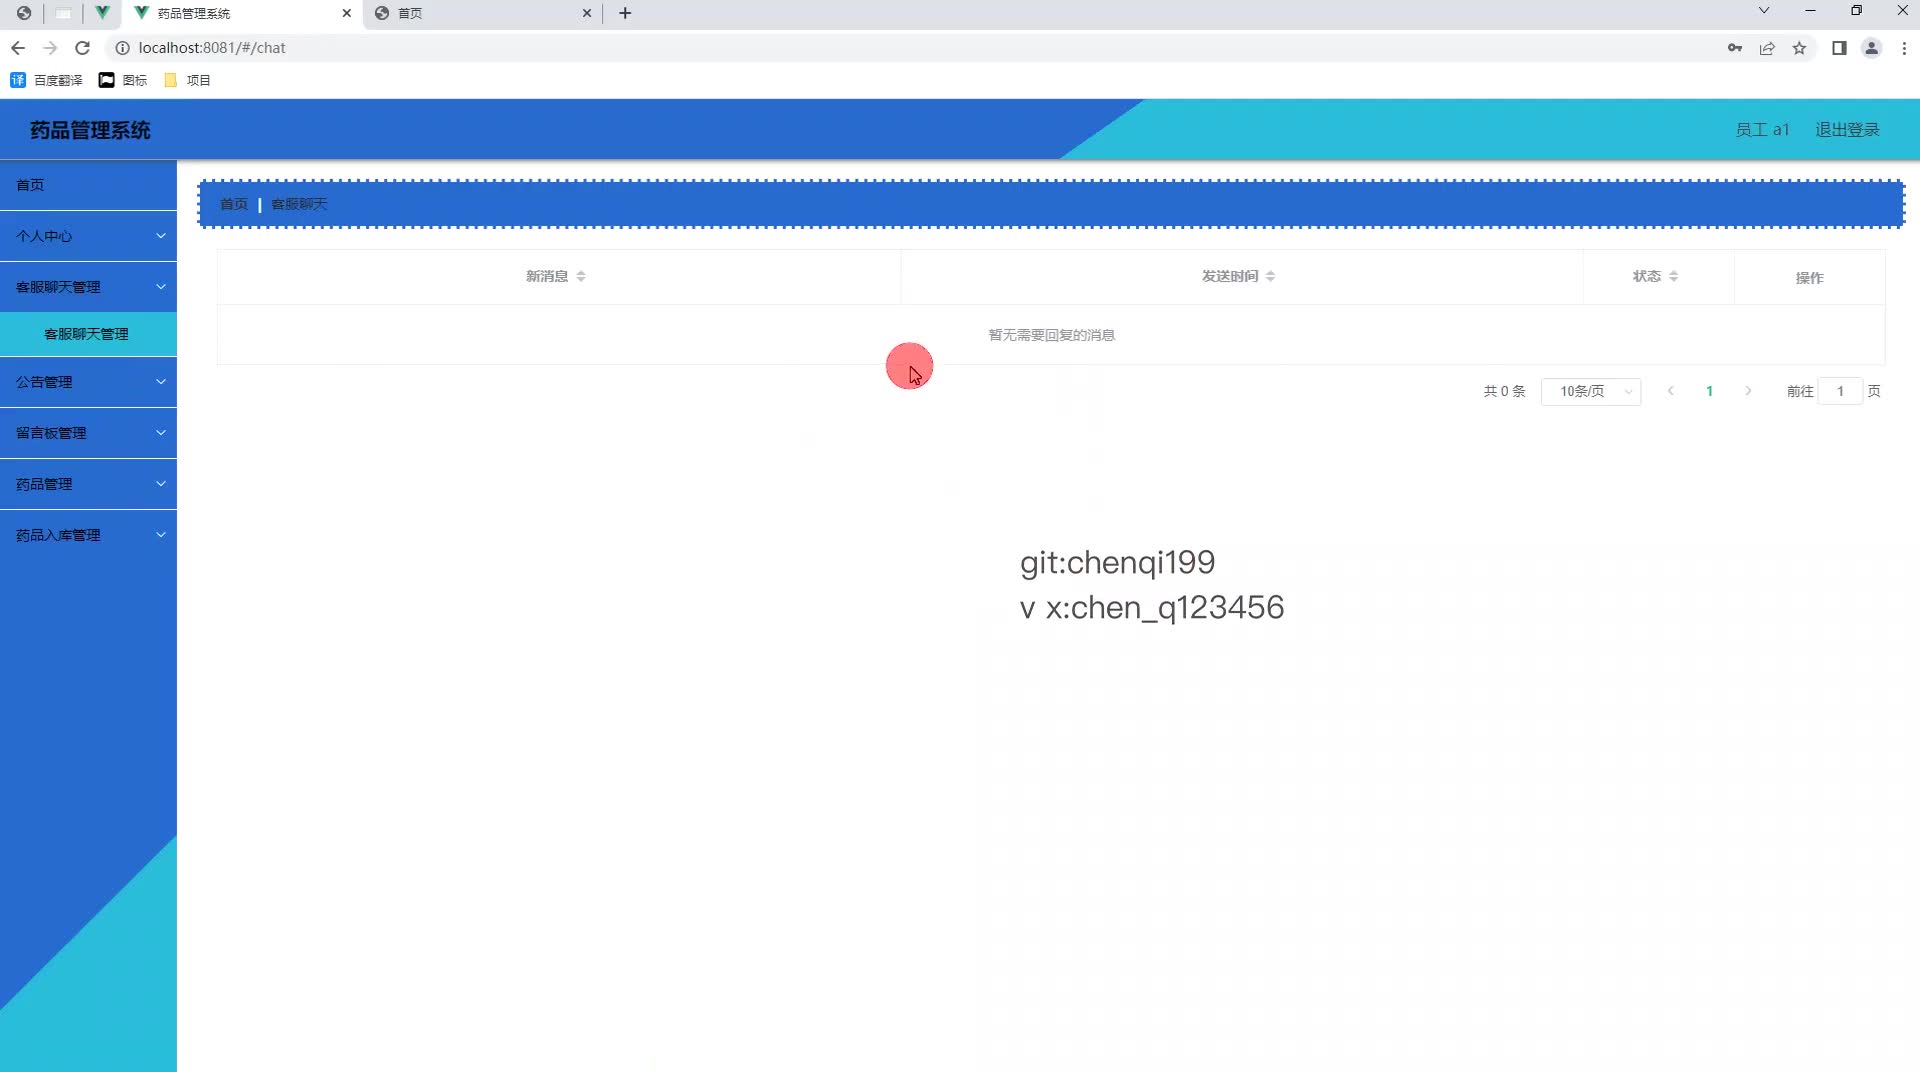 药品管理系统
首页
localhost:8081/#/chat
百度翻译
图标
项目
药品管理系统
员工 a1
退出登录
首页
个人中心
客服聊天管理
客服聊天管理
公告管理
留言板管理
药品管理
药品入库管理
首页 | 客服聊天
新消息
发送时间
状态
操作
暂无需要回复的消息
共 0 条
10条/页
1
前往 1 页
git:chenqi199
v x:chen_q123456